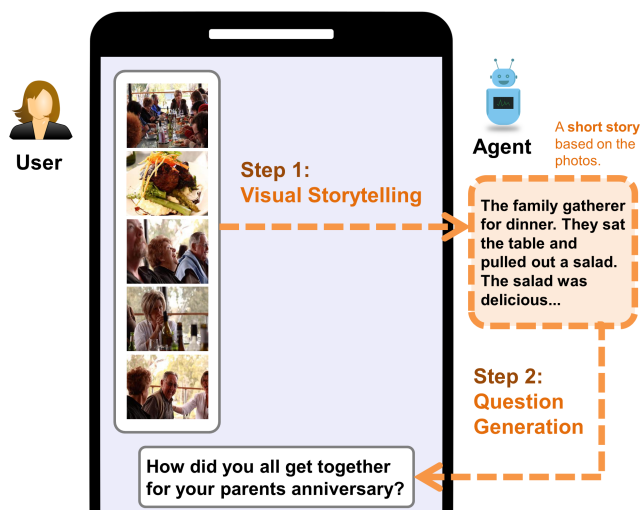 User
Step 1:
Visual Storytelling
Agent
A short story
based on the
photos.
The family gatherer
for dinner. They sat
the table and
pulled out a salad.
The salad was
delicious...
Step 2:
Question
Generation
How did you all get together
for your parents anniversary?